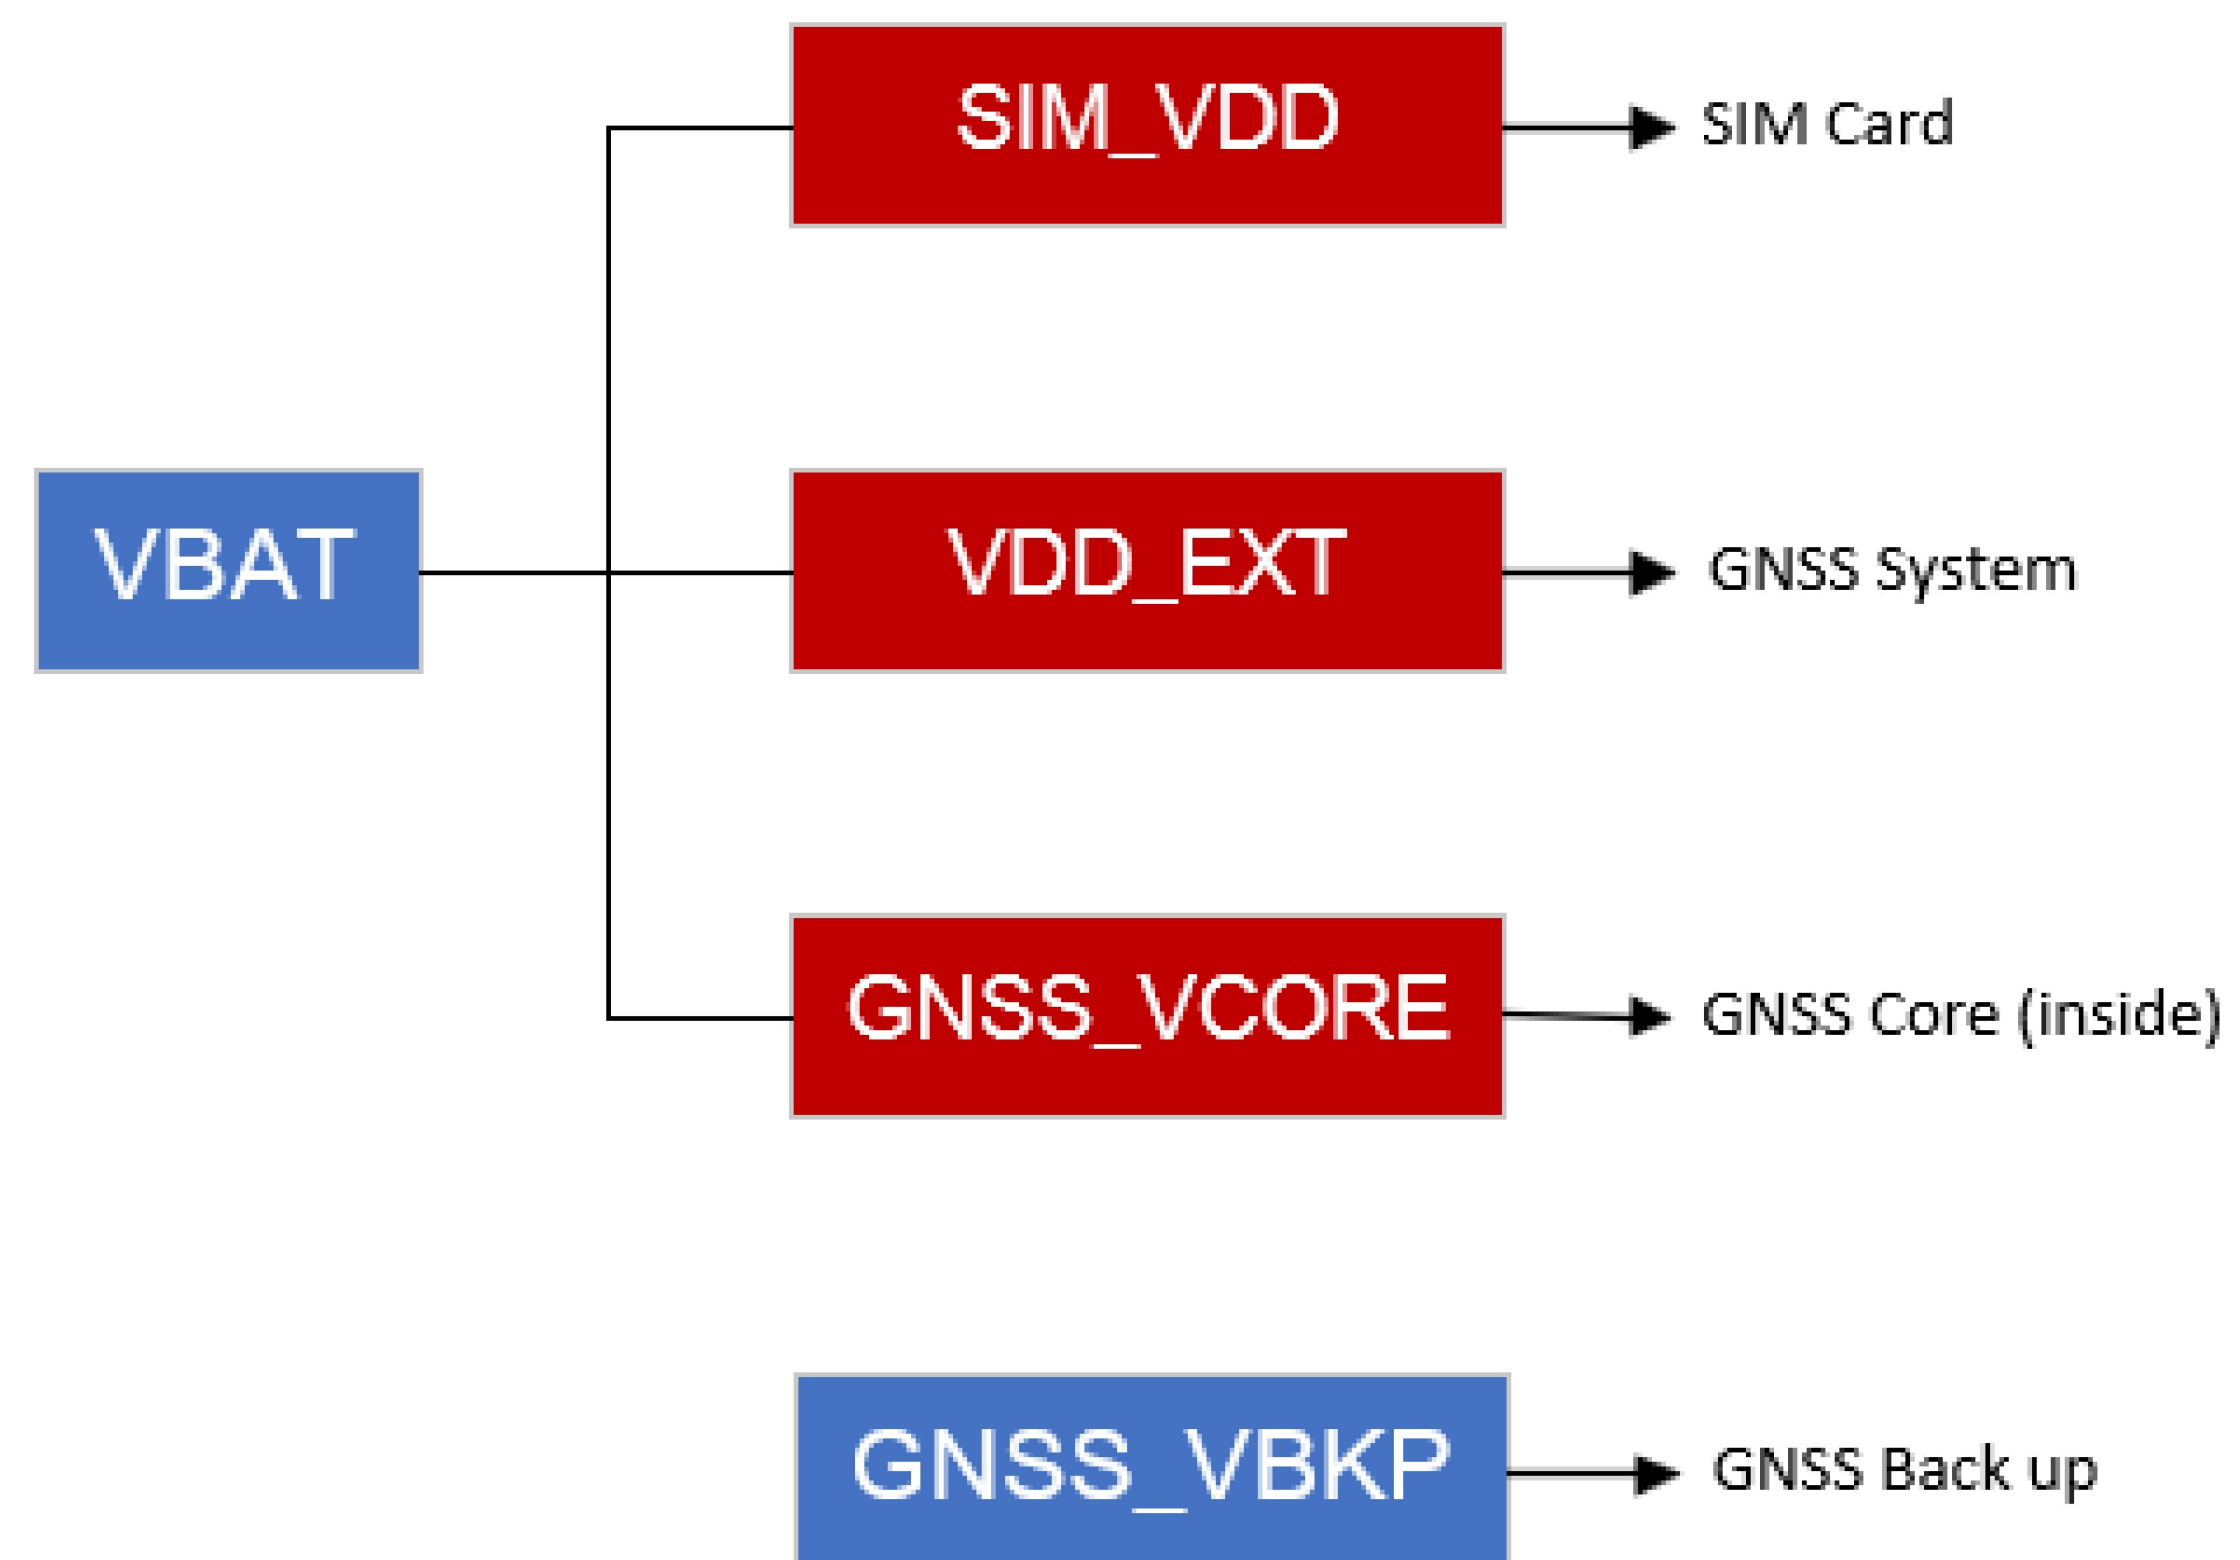 SIM_VDD
SIM Card
VBAT
VDD_EXT
GNSS System
GNSS_VCORE
GNSS Core (inside)
GNSS_VBKP
GNSS Back up